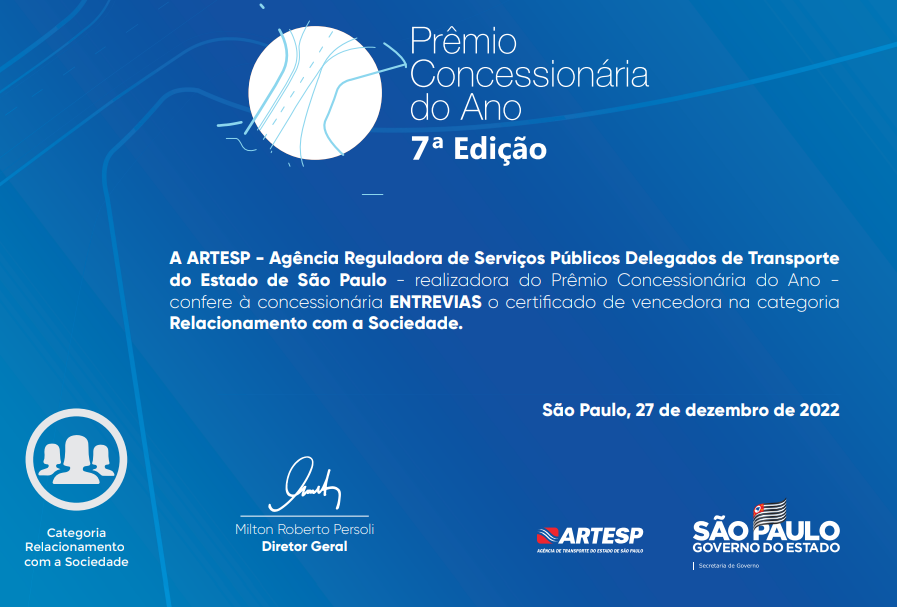 Prêmio
Concessionária
do Ano
7ª Edição
A ARTESP - Agência Reguladora de Serviços Públicos Delegados de Transporte
do Estado de São Paulo - realizadora do Prêmio Concessionária do Ano -
confere à concessionária ENTREVIAS o certificado de vencedora na categoria
Relacionamento com a Sociedade.
São Paulo, 27 de dezembro de 2022
Categoria
Relacionamento
com a Sociedade
Milton Roberto Persoli
Diretor Geral
ARTESP
AGÊNCIA DE TRANSPORTE DO ESTADO DE SÃO PAULO
SÃO PAULO
GOVERNO DO ESTADO
Secretaria de Governo